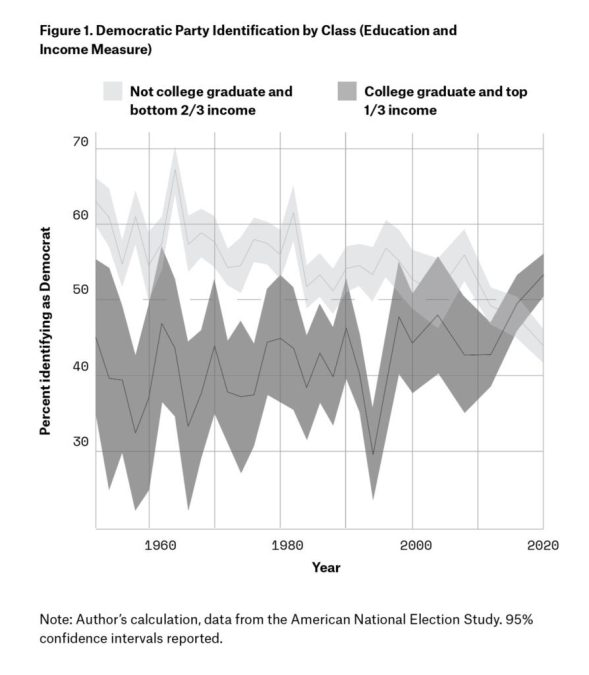 Figure 1. Democratic Party Identification by Class (Education and
Income Measure)
Not college graduate and
bottom 2/3 income
College graduate and top
1/3 income
Percent identifying as Democrat
70
60
50
40
30
1960
1980
2000
2020
Year
Note: Author’s calculation, data from the American National Election Study. 95%
confidence intervals reported.